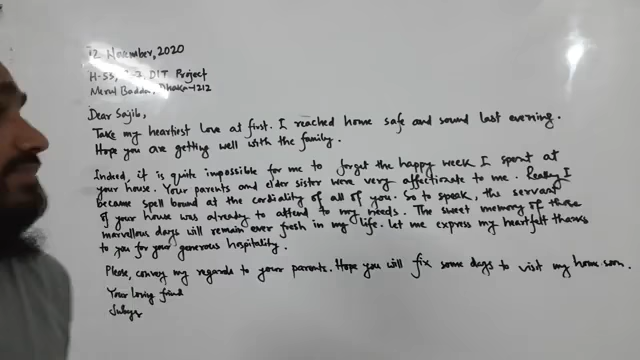 12 November, 2020
H-53, DIT Project
Merul Badda, Dhaka-1212
Dear Sajib,
Take my heartiest love at first. I reached home safe and sound last evening.
Hope you are getting well with the family.
Indeed, it is quite impossible for me to forget the happy week I spent at
your house. Your parents and elder sister were very affectionate to me. Really I
became spell bound at the cordiality of all of you. So to speak, the servant
of your house was already to attend to my needs. The sweet memory of those
marvellous days will remain ever fresh in my life. Let me express my heartfelt thanks
to you for your generous hospitality.
Please, convey my regards to your parents. Hope you will fix some days to visit my home soon.
Your loving friend